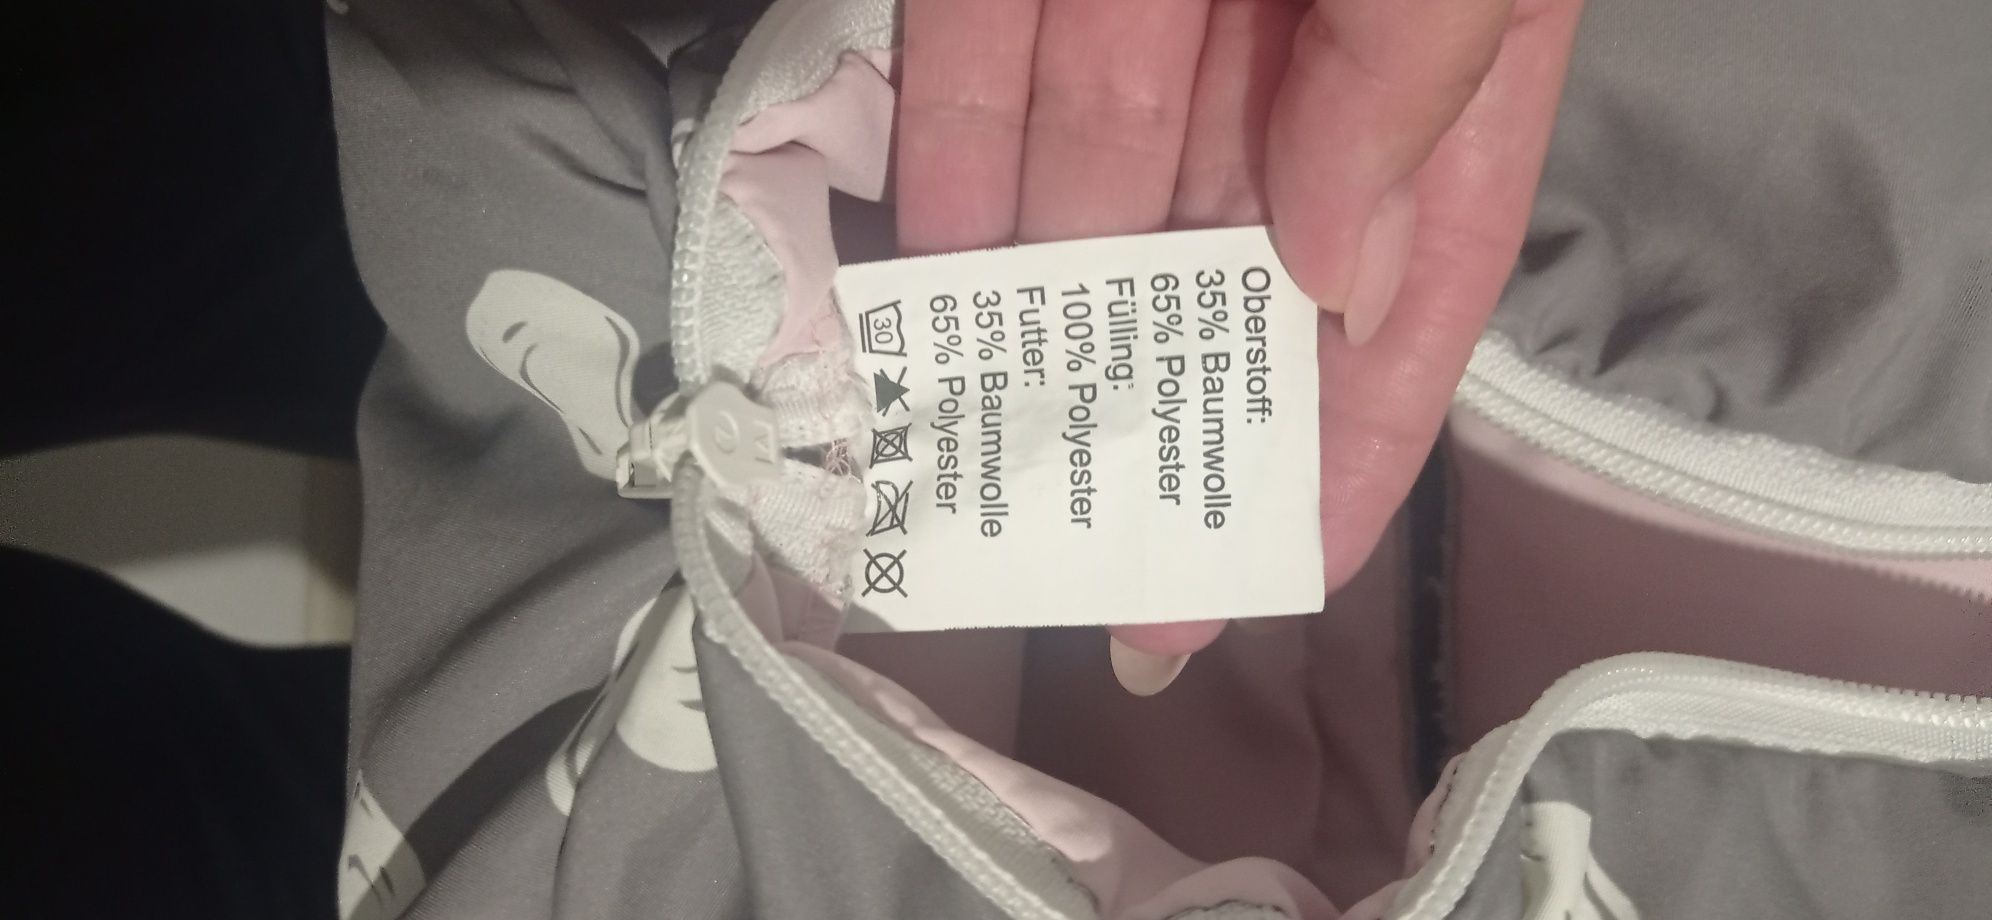 Oberstoff:
35% Baumwolle
65% Polyester
Fülling:
100% Polyester
Futter:
35% Baumwolle
65% Polyester
30